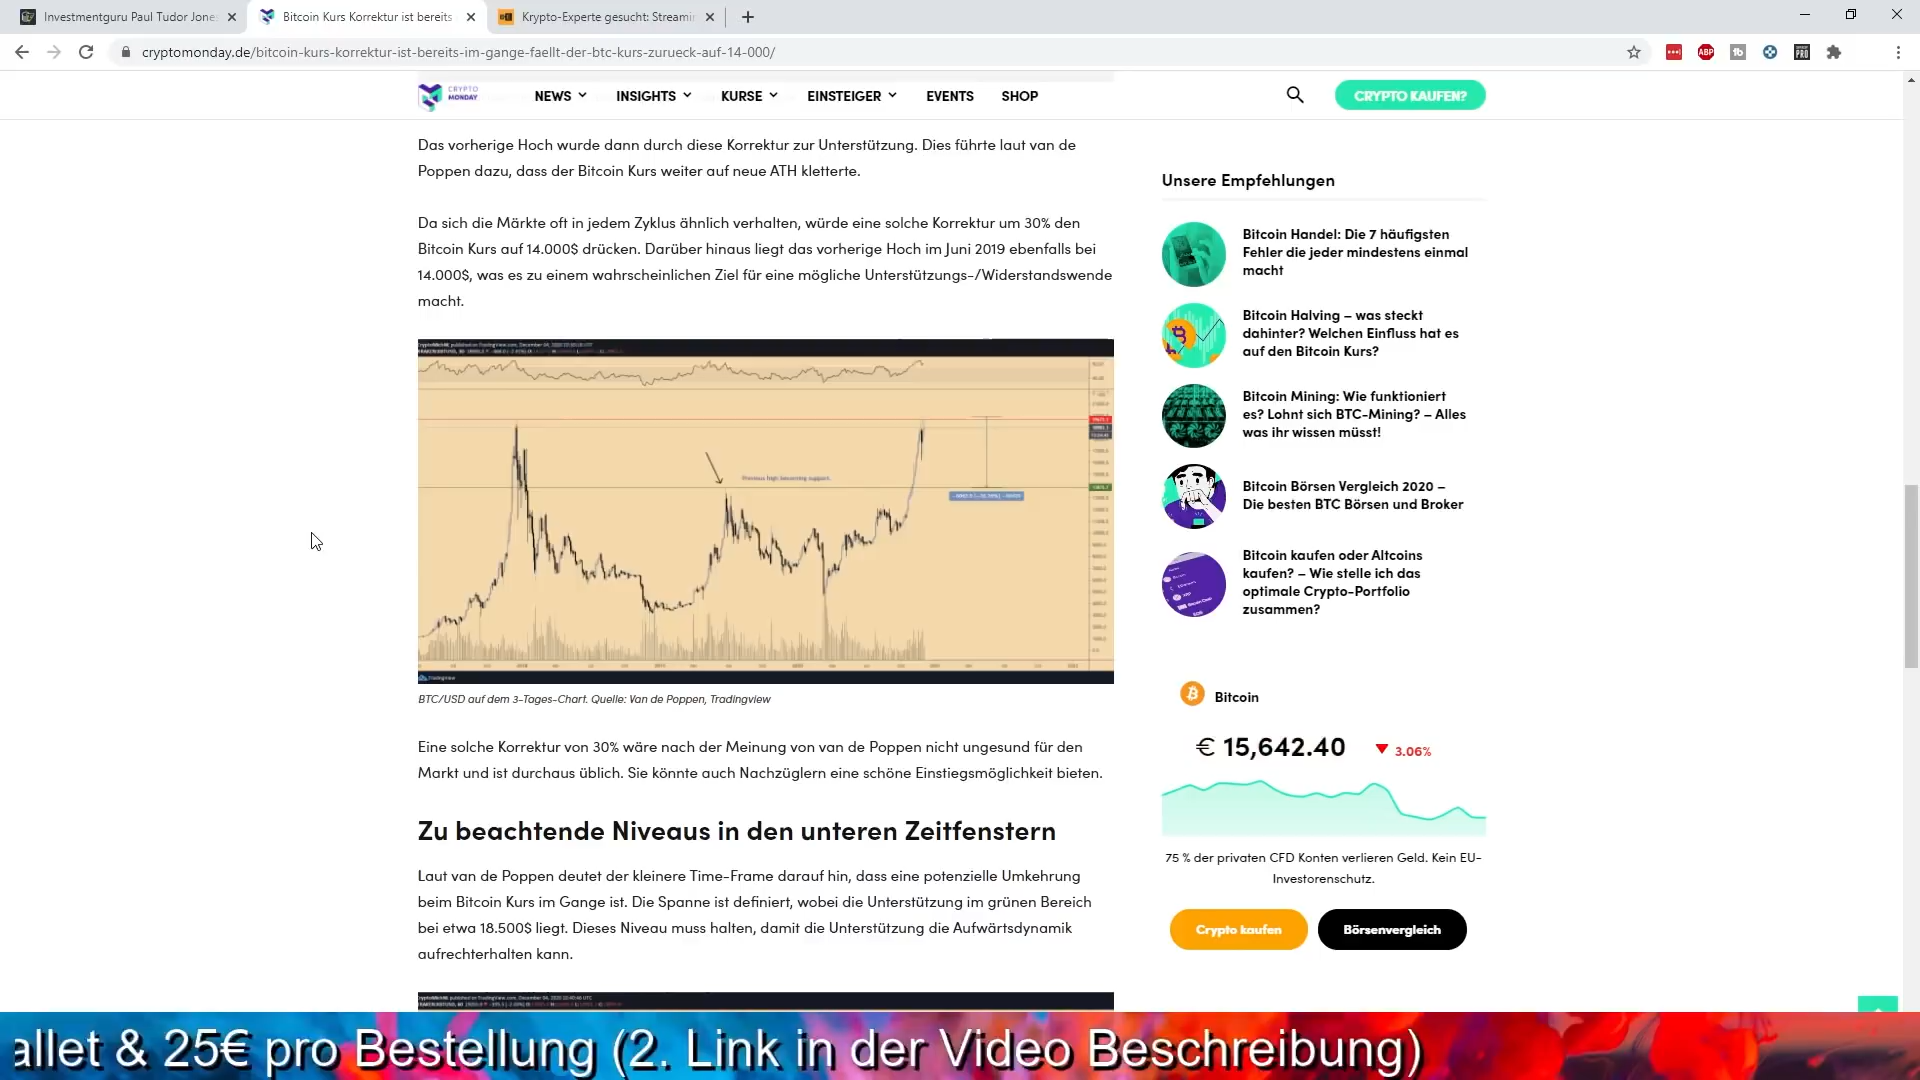 Investmentguru Paul Tudor Jone
Bitcoin Kurs Korrektur ist bereits
Krypto-Experte gesucht: Streami
cryptomonday.de/bitcoin-kurs-korrektur-ist-bereits-im-gange-faellt-der-btc-kurs-zurueck-auf-14-000/
ABP
CRYPTO
MONDAY
NEWS
INSIGHTS
KURSE
EINSTEIGER
EVENTS
SHOP
CRYPTO KAUFEN?
Das vorherige Hoch wurde dann durch diese Korrektur zur Unterstützung. Dies führte laut van de
Poppen dazu, dass der Bitcoin Kurs weiter auf neue ATH kletterte.
Da sich die Märkte oft in jedem Zyklus ähnlich verhalten, würde eine solche Korrektur um 30% den
Bitcoin Kurs auf 14.000$ drücken. Darüber hinaus liegt das vorherige Hoch im Juni 2019 ebenfalls bei
14.000$, was es zu einem wahrscheinlichen Ziel für eine mögliche Unterstützungs-/Widerstandswende
macht.
Previous high becoming support.
TradingView
BTC/USD auf dem 3-Tages-Chart. Quelle: Van de Poppen, Tradingview
Eine solche Korrektur von 30% wäre nach der Meinung von van de Poppen nicht ungesund für den
Markt und ist durchaus üblich. Sie könnte auch Nachzüglern eine schöne Einstiegsmöglichkeit bieten.
Zu beachtende Niveaus in den unteren Zeitfenstern
Laut van de Poppen deutet der kleinere Time-Frame darauf hin, dass eine potenzielle Umkehrung
beim Bitcoin Kurs im Gange ist. Die Spanne ist definiert, wobei die Unterstützung im grünen Bereich
bei etwa 18.500$ liegt. Dieses Niveau muss halten, damit die Unterstützung die Aufwärtsdynamik
aufrechterhalten kann.
Unsere Empfehlungen
Bitcoin Handel: Die 7 häufigsten
Fehler die jeder mindestens einmal
macht
Bitcoin Halving – was steckt
dahinter? Welchen Einfluss hat es
auf den Bitcoin Kurs?
Bitcoin Mining: Wie funktioniert
es? Lohnt sich BTC-Mining? – Alles
was ihr wissen müsst!
Bitcoin Börsen Vergleich 2020 –
Die besten BTC Börsen und Broker
Bitcoin kaufen oder Altcoins
kaufen? – Wie stelle ich das
optimale Crypto-Portfolio
zusammen?
Bitcoin
€ 15,642.40
3.06%
75 % der privaten CFD Konten verlieren Geld. Kein EU-
Investorenschutz.
Crypto kaufen
Börsenvergleich
allet & 25€ pro Bestellung (2. Link in der Video Beschreibung)